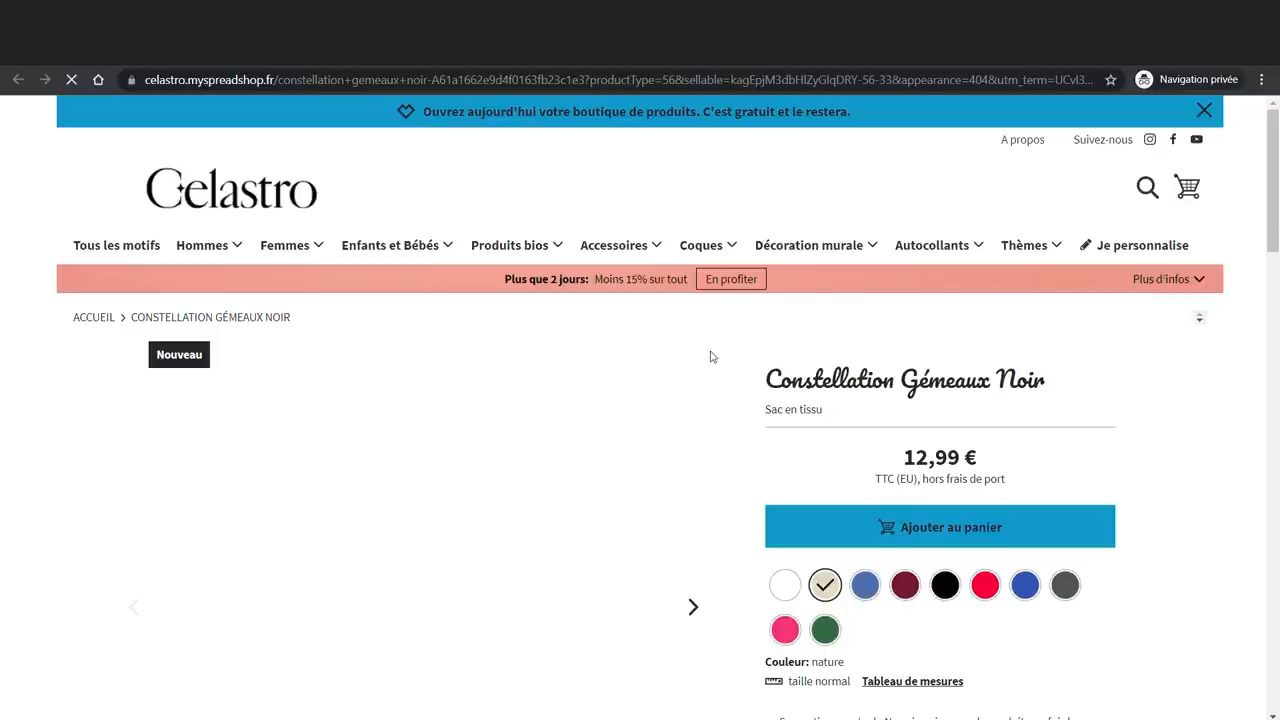 celastro.myspreadshop.fr/constellation+gemeaux+noir-A61a1662e9d4f0163fb23c1e3?productType=56&sellable=kagEpjM3dbHlZyGlqDRY-56-33&appearance=404&utm_term=UCvl3...
Navigation privée
Ouvrez aujourd'hui votre boutique de produits. C'est gratuit et le restera.
A propos Suivez-nous
Celastro
Tous les motifs Hommes Femmes Enfants et Bébés Produits bios Accessoires Coques Décoration murale Autocollants Thèmes Je personnalise
Plus que 2 jours: Moins 15% sur tout En profiter Plus d'infos
ACCUEIL CONSTELLATION GÉMEAUX NOIR
Nouveau
Constellation Gémeaux Noir
Sac en tissu
12,99 €
TTC (EU), hors frais de port
Ajouter au panier
Couleur: nature
taille normal Tableau de mesures